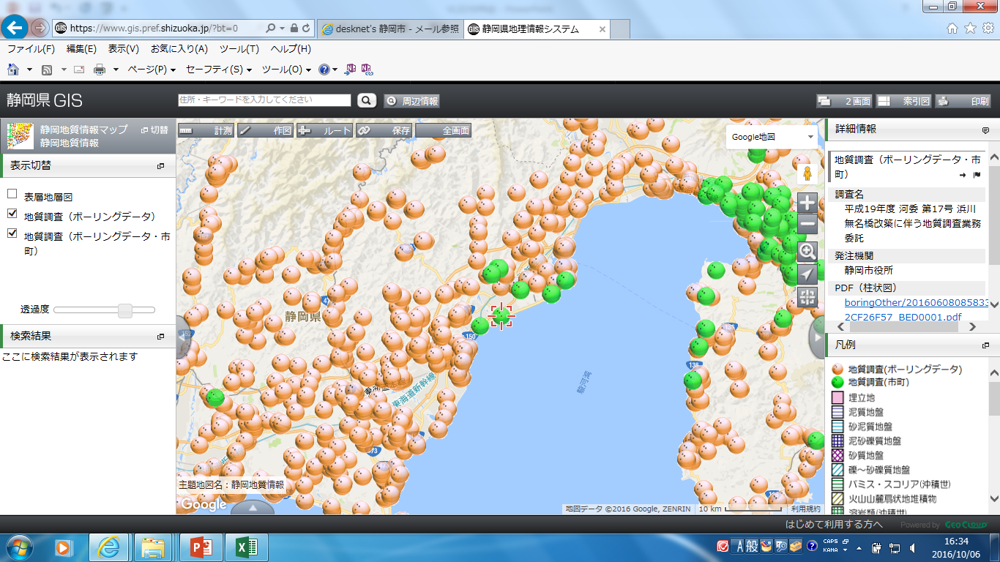 https://www.gis.pref.shizuoka.jp/?bt=0
desknet's 静岡市 - メール参照
静岡県地理情報システム
ファイル(F) 編集(E) 表示(V) お気に入り(A) ツール(T) ヘルプ(H)
ページ(P) セーフティ(S) ツール(O)
静岡県 GIS
住所・キーワードを入力してください
周辺情報
２画面
索引図
印刷
静岡地質情報マップ
静岡地質情報
切替
計測
作図
ルート
保存
全画面
Google地図
表示切替
表層地層図
地質調査（ボーリングデータ）
地質調査（ボーリングデータ・市
町）
透過度
検索結果
ここに検索結果が表示されます
静岡県
東海道新幹線
駿河湾
150
136
136
473
主題地図名：静岡地質情報
Google
地図データ ©2016 Google, ZENRIN
10 km
利用規約
詳細情報
地質調査（ボーリングデータ・市
町）
調査名
平成19年度 河委 第17号 浜川
無名橋改築に伴う地質調査業務
委託
発注機関
静岡市役所
PDF（柱状図）
boringOther/20160608085833
2CF26F57_BED0001.pdf
凡例
地質調査(ボーリングデータ)
地質調査(市町)
埋立地
泥質地盤
砂泥質地盤
泥砂礫質地盤
砂質地盤
礫～砂礫質地盤
パミス・スコリア(沖積世)
火山山麓扇状地堆積物
溶岩類(沖積世)
はじめて利用する方へ
Powered by GEO CLOUD
A 般
CAPS
KANA
16:34
2016/10/06